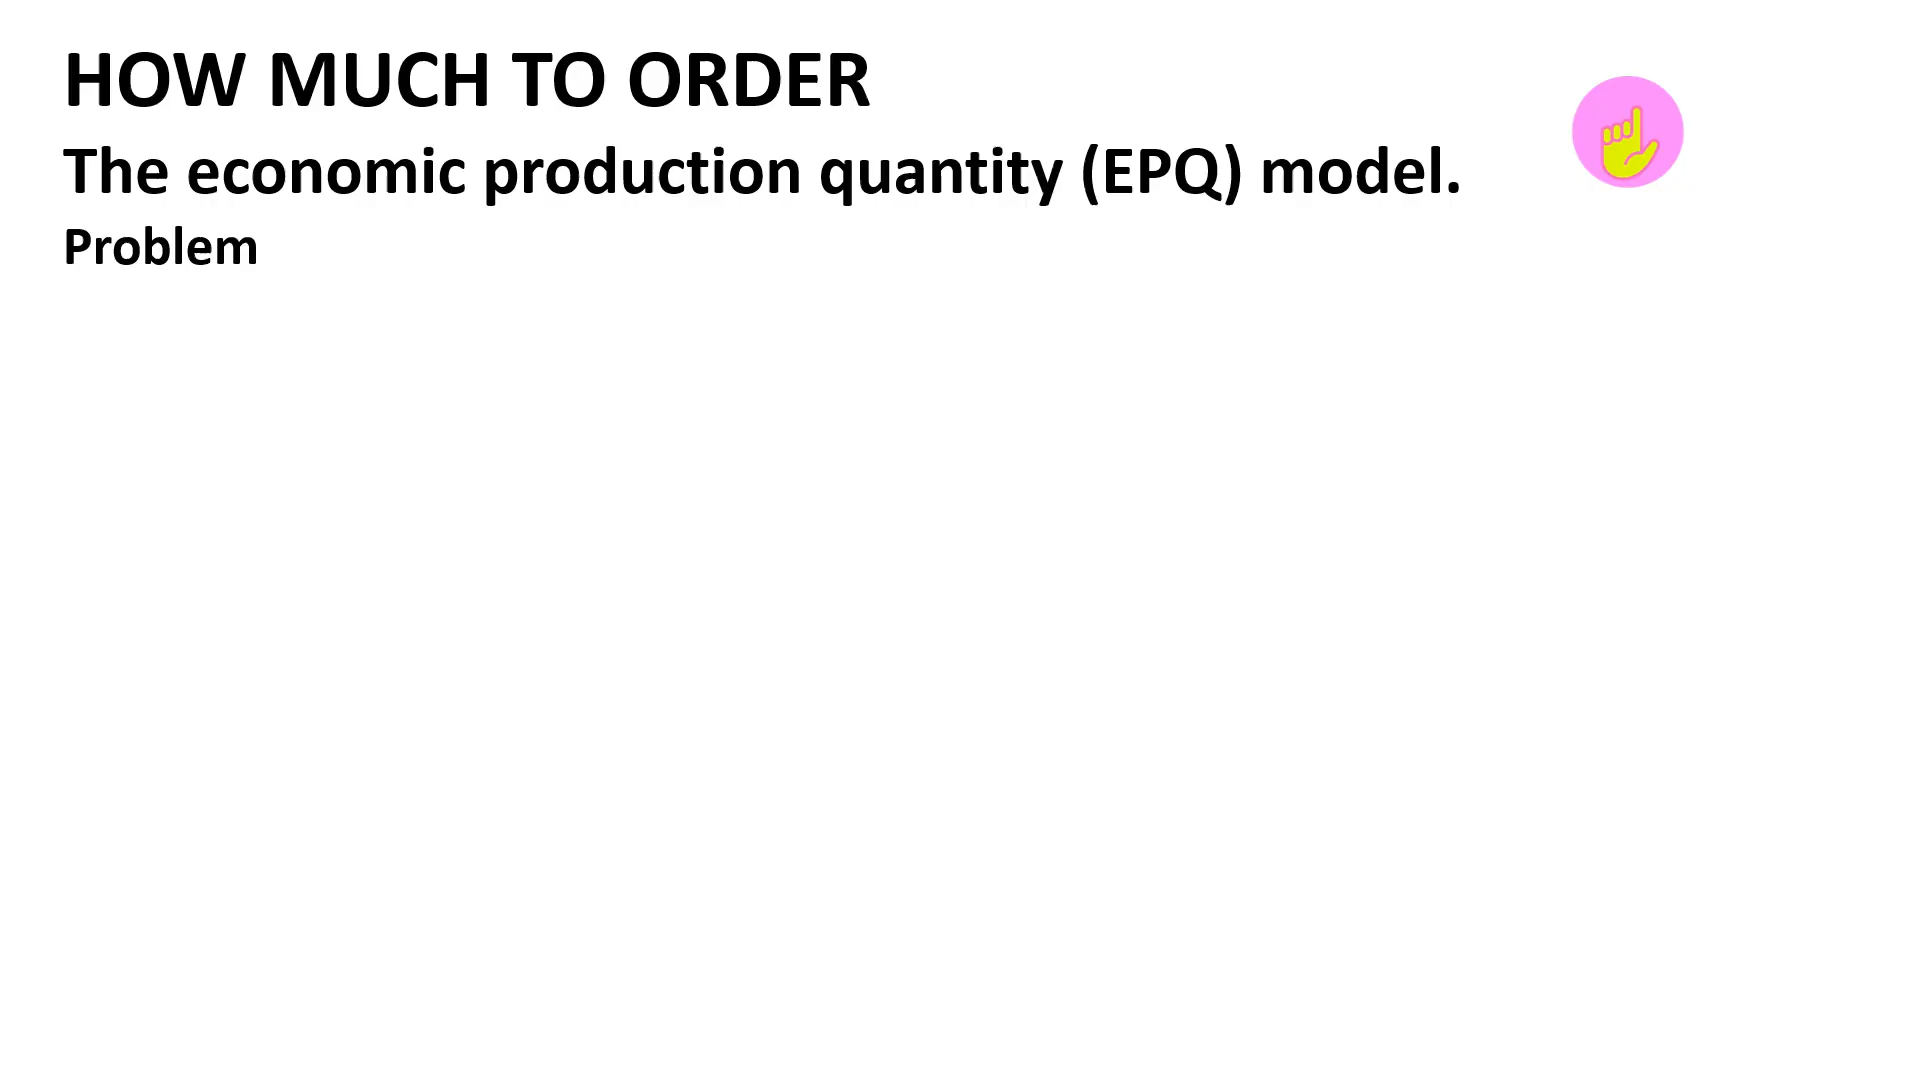 HOW MUCH TO ORDER
The economic production quantity (EPQ) model.
Problem